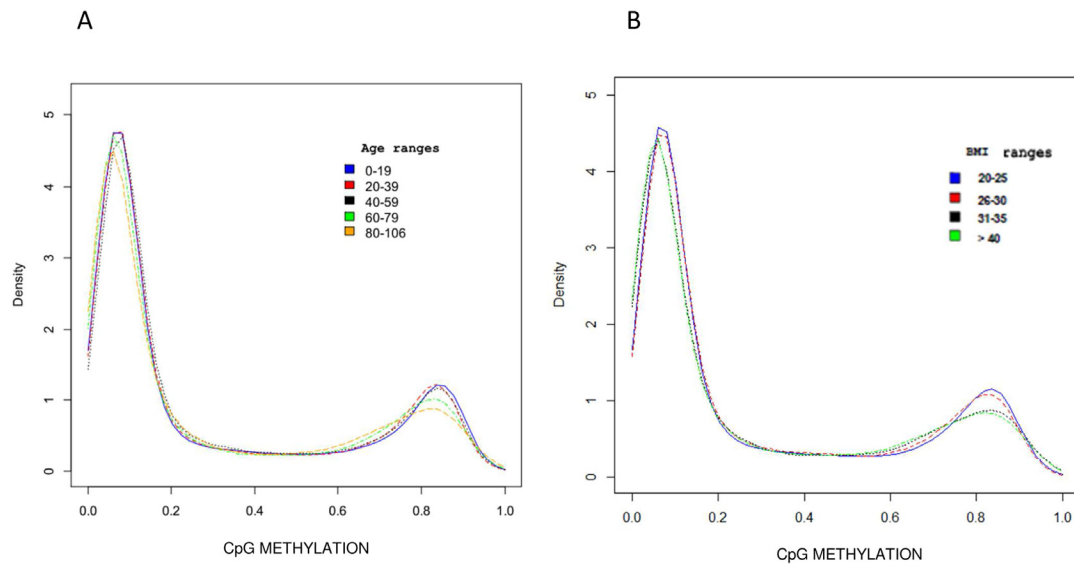 A
5
4
3
2
1
0
Density
Age ranges
0-19
20-39
40-59
60-79
80-106
0.0 0.2 0.4 0.6 0.8 1.0
CpG METHYLATION
B
5
4
3
2
1
0
Density
BMI ranges
20-25
26-30
31-35
> 40
0.0 0.2 0.4 0.6 0.8 1.0
CpG METHYLATION